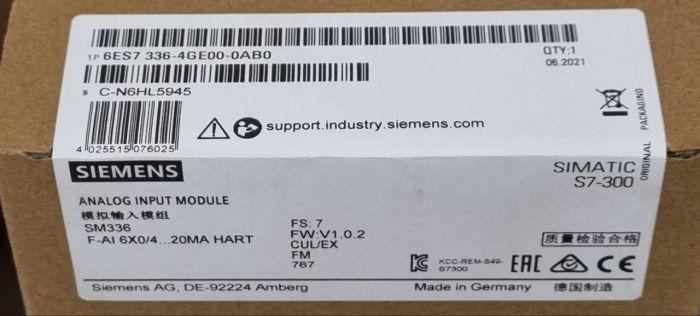 1P 6ES7 336-4GE00-0AB0
QTY:1
06.2021
S C-N6HL5945
4 025515 076025
support.industry.siemens.com
ORIGINAL PACKAGING
SIEMENS
SIMATIC
S7-300
ANALOG INPUT MODULE
模拟输入模组
SM336
F-AI 6X0/4...20MA HART
FS: 7
FW:V1.0.2
CUL/EX
FM
767
质量检验合格
KCC-REM-S49-
S7300
EAC
CE
Siemens AG, DE-92224 Amberg
Made in Germany
德国制造